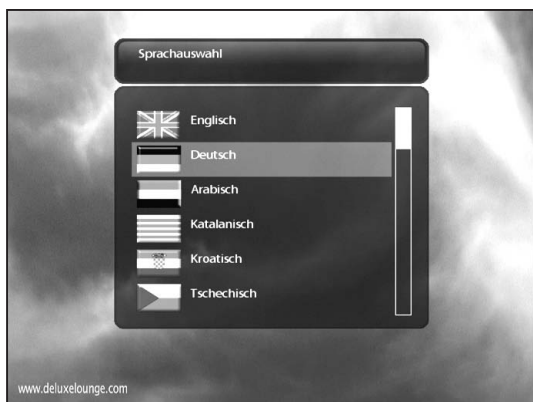 Sprachauswahl
Englisch
Deutsch
Arabisch
Katalanisch
Kroatisch
Tschechisch
www.deluxelounge.com